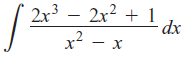 ∫ (2x³ − 2x² + 1)/(x² − x) dx